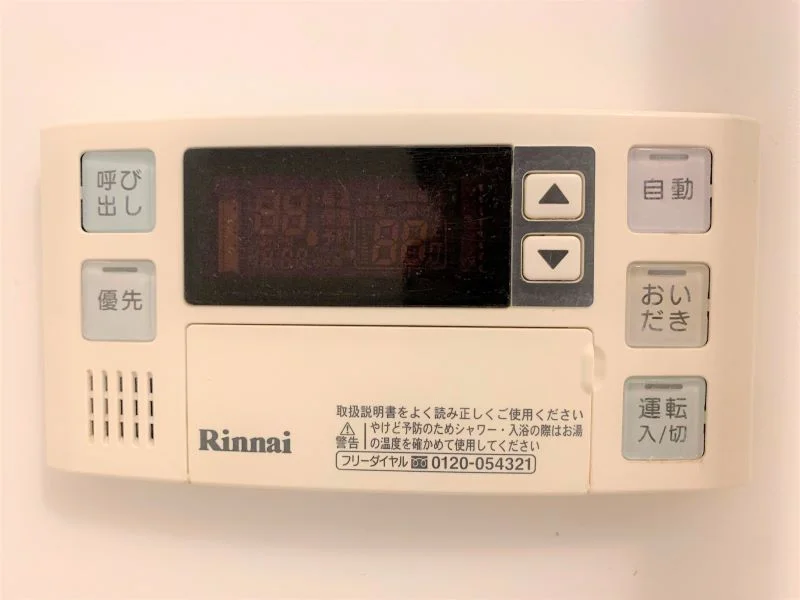 呼び
出し
優先
▲
▼
自動
おい
だき
運転
入/切
Rinnai
取扱説明書をよく読み正しくご使用ください
⚠警告 やけど予防のためシャワー・入浴の際はお湯
の温度を確かめて使用してください
フリーダイヤル 0120-054321